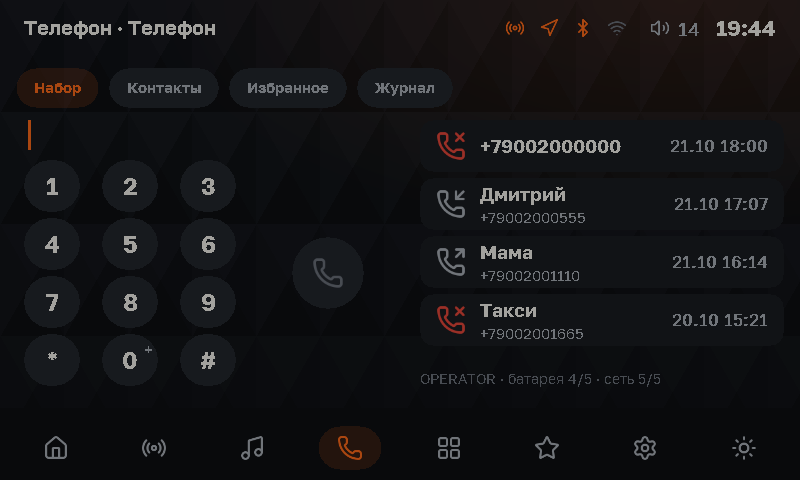 Телефон · Телефон
14 19:44
Набор Контакты Избранное Журнал
1 2 3
4 5 6
7 8 9
* 0 + #
+79002000000 21.10 18:00
Дмитрий
+79002000555
21.10 17:07
Мама
+79002001110
21.10 16:14
Такси
+79002001665
20.10 15:21
OPERATOR · батарея 4/5 · сеть 5/5